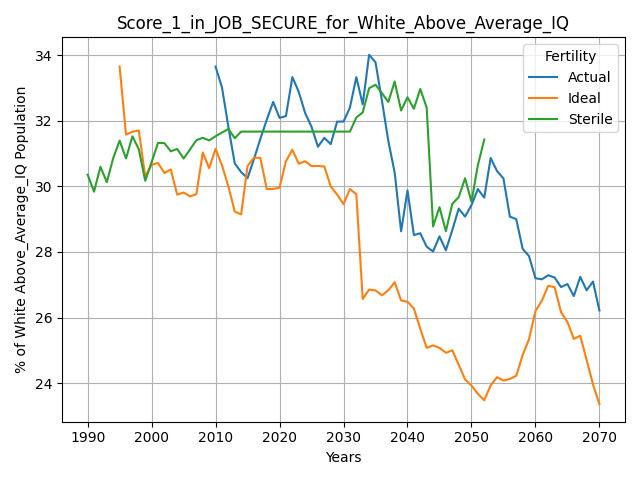 Score_1_in_JOB_SECURE_for_White_Above_Average_IQ
% of White Above_Average_IQ Population
34
32
30
28
26
24
Fertility
Actual
Ideal
Sterile
1990 2000 2010 2020 2030 2040 2050 2060 2070
Years